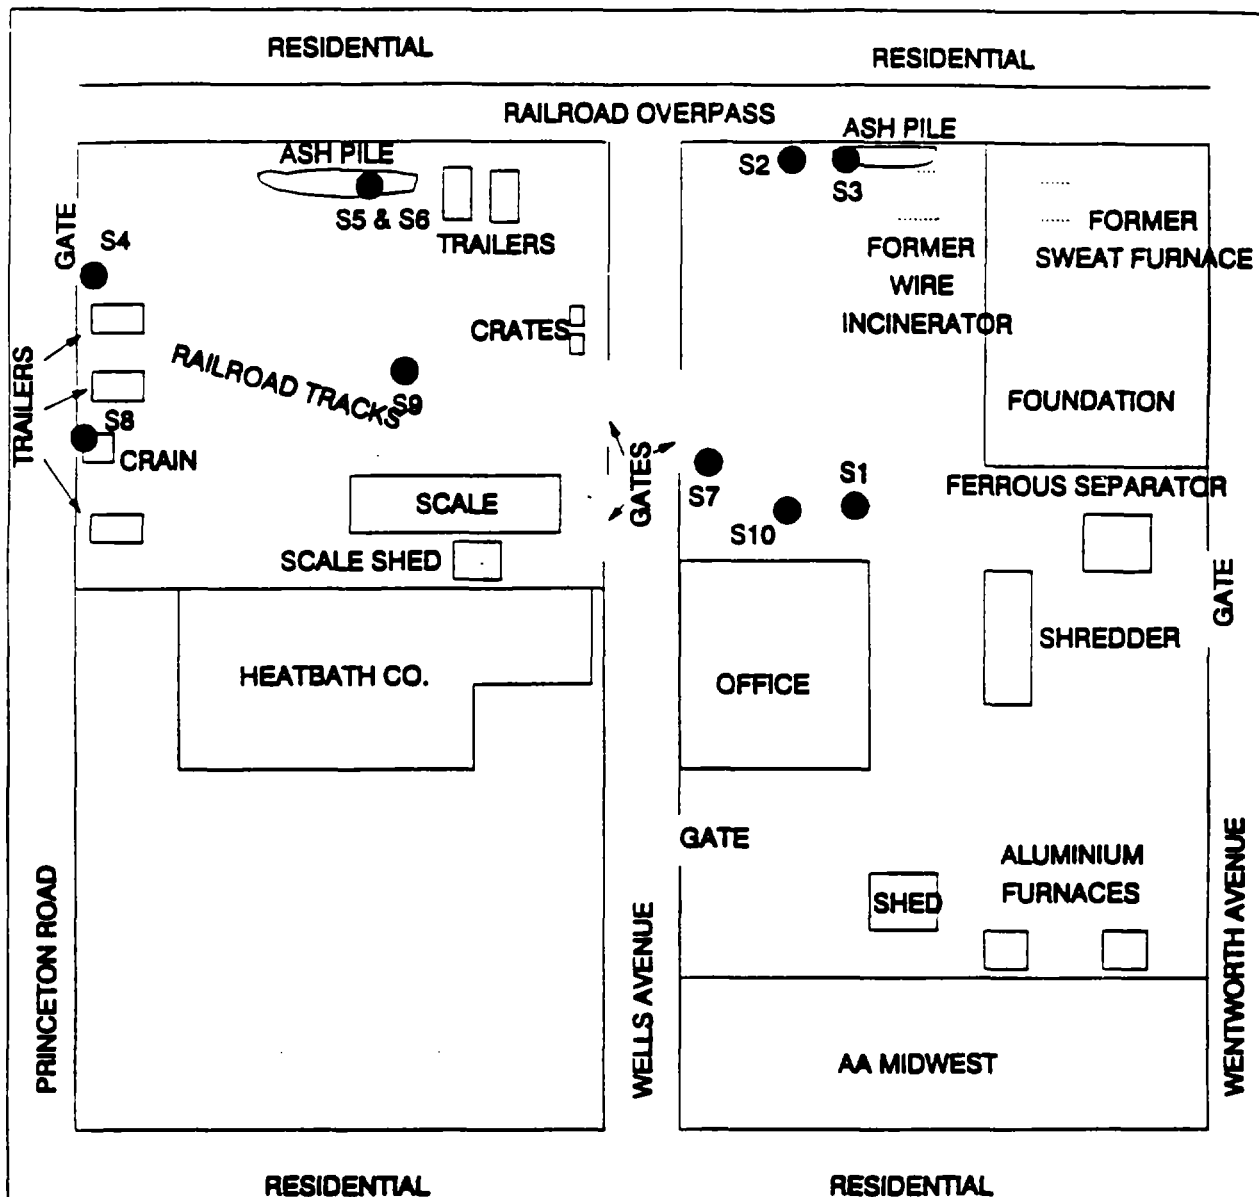 RESIDENTIAL
RESIDENTIAL
RAILROAD OVERPASS
ASH PILE
ASH PILE
S2
S3
GATE
S4
S5 & S6
TRAILERS
FORMER
WIRE
INCINERATOR
FORMER
SWEAT FURNACE
CRATES
TRAILERS
RAILROAD TRACKS
S9
FOUNDATION
S8
CRAIN
GATES
S7
S1
S10
FERROUS SEPARATOR
SCALE
SCALE SHED
GATE
SHREDDER
HEATBATH CO.
OFFICE
GATE
ALUMINIUM
FURNACES
SHED
PRINCETON ROAD
WELLS AVENUE
WENTWORTH AVENUE
AA MIDWEST
RESIDENTIAL
RESIDENTIAL